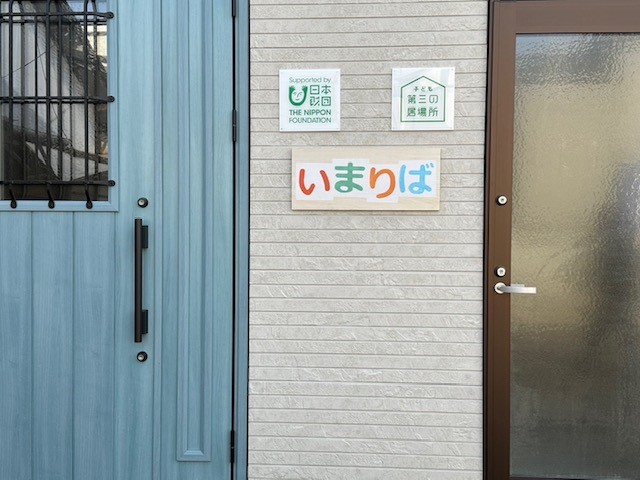 Supported by
日本
財団
THE NIPPON
FOUNDATION
子ども
第三の
居場所
いまりば